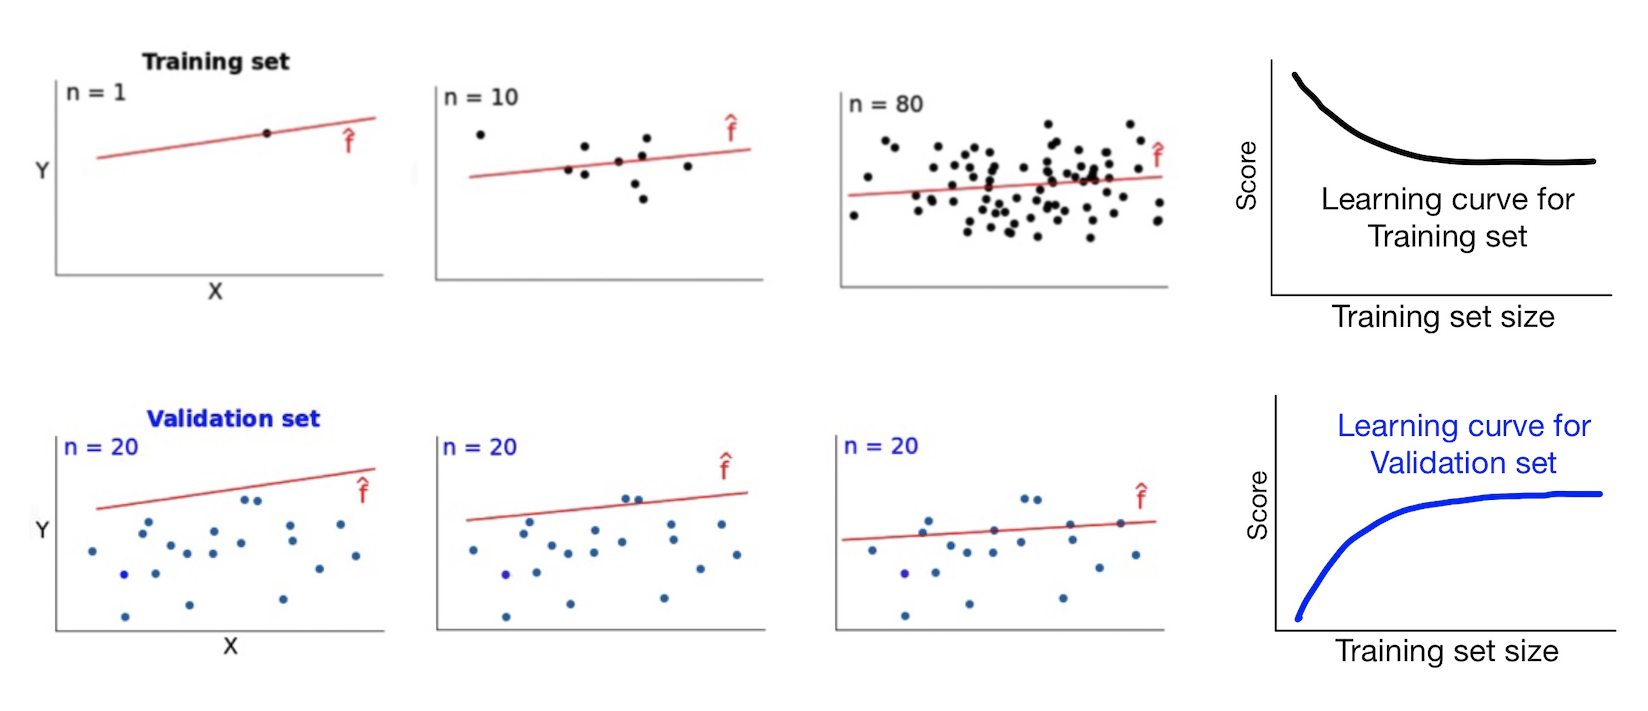 Training set
n = 1
f̂
Y
X
n = 10
f̂
n = 80
f̂
Score
Learning curve for
Training set
Training set size
Validation set
n = 20
f̂
Y
X
n = 20
f̂
n = 20
f̂
Score
Learning curve for
Validation set
Training set size